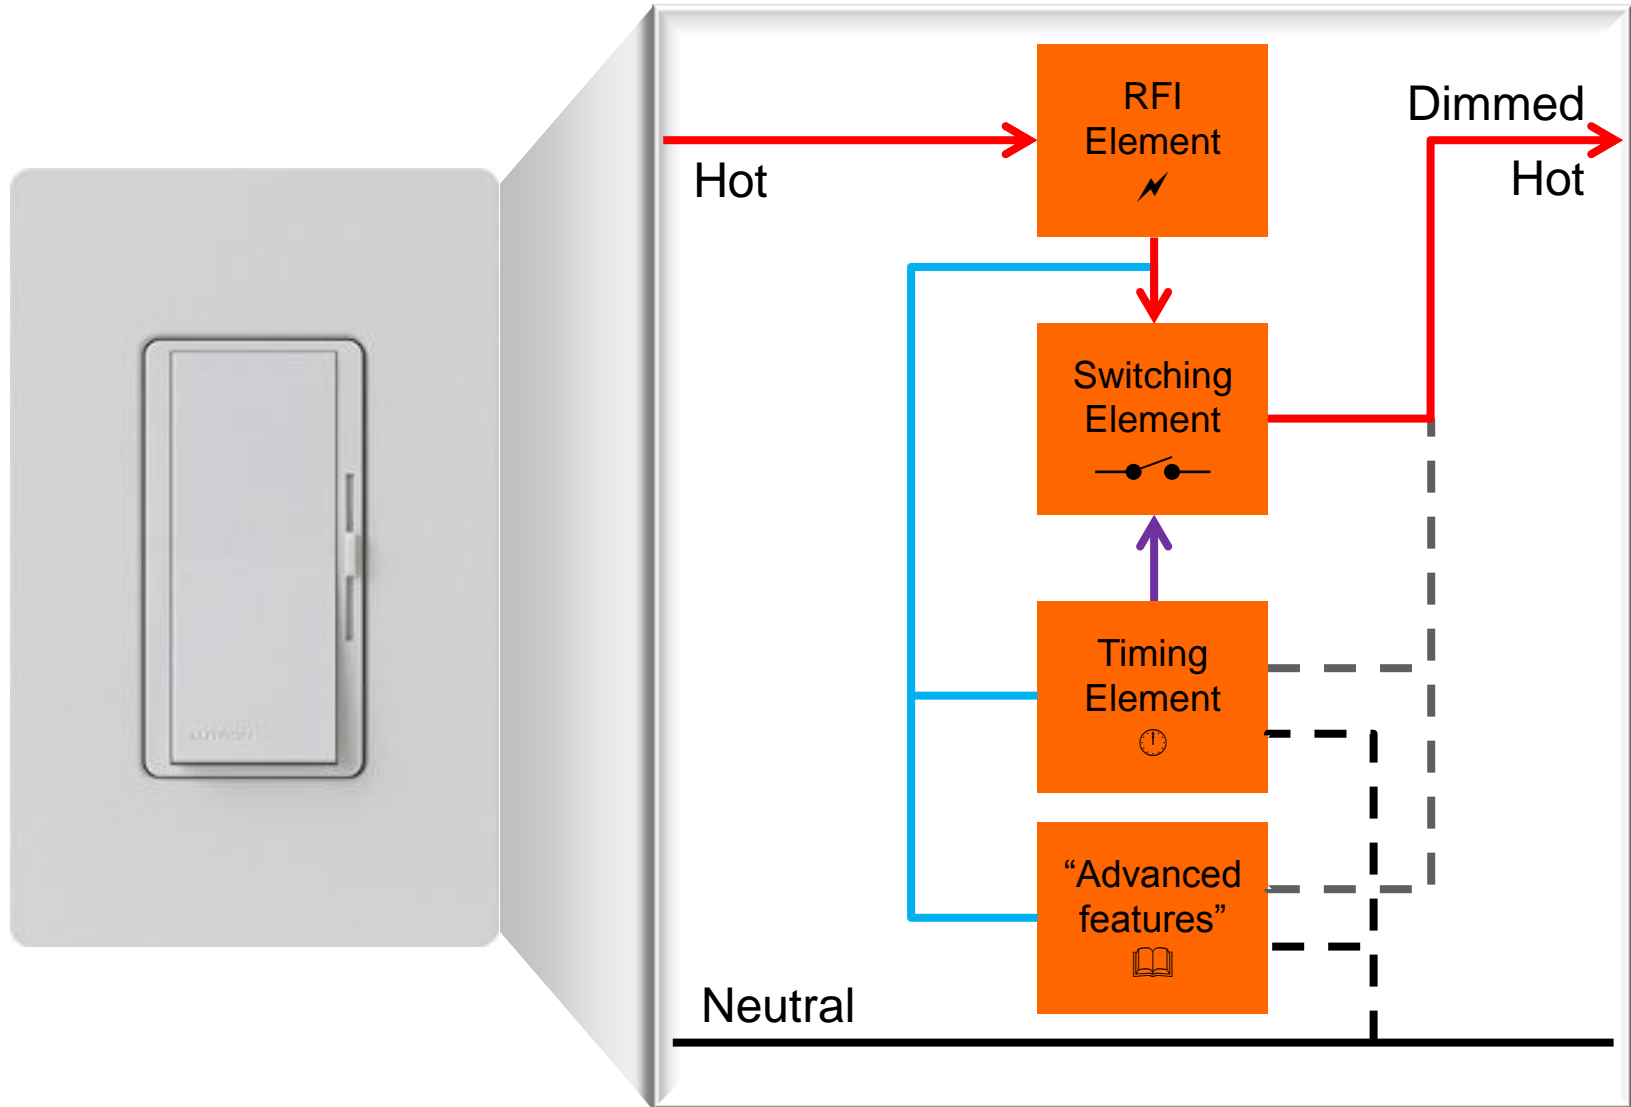 RFI
Element
Hot
Dimmed
Hot
Switching
Element
Timing
Element
“Advanced
features”
Neutral